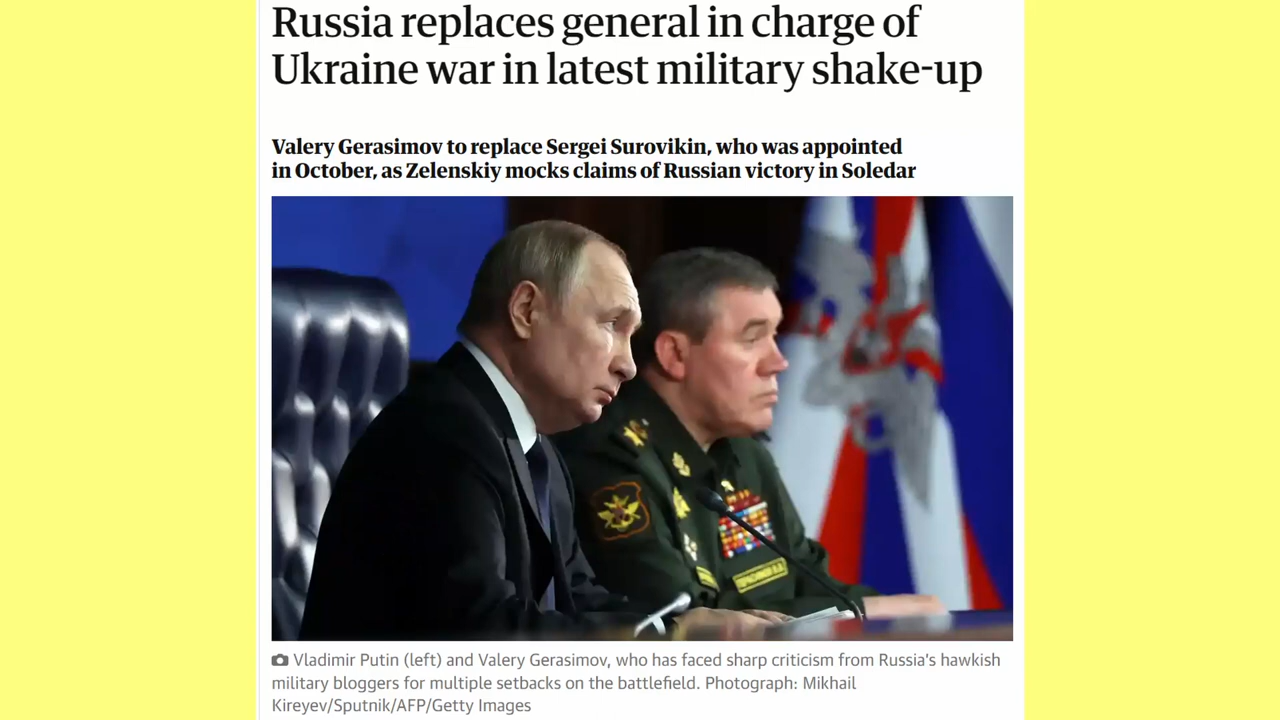 Russia replaces general in charge of
Ukraine war in latest military shake-up
Valery Gerasimov to replace Sergei Surovikin, who was appointed
in October, as Zelenskiy mocks claims of Russian victory in Soledar
Vladimir Putin (left) and Valery Gerasimov, who has faced sharp criticism from Russia's hawkish
military bloggers for multiple setbacks on the battlefield. Photograph: Mikhail
Kireyev/Sputnik/AFP/Getty Images